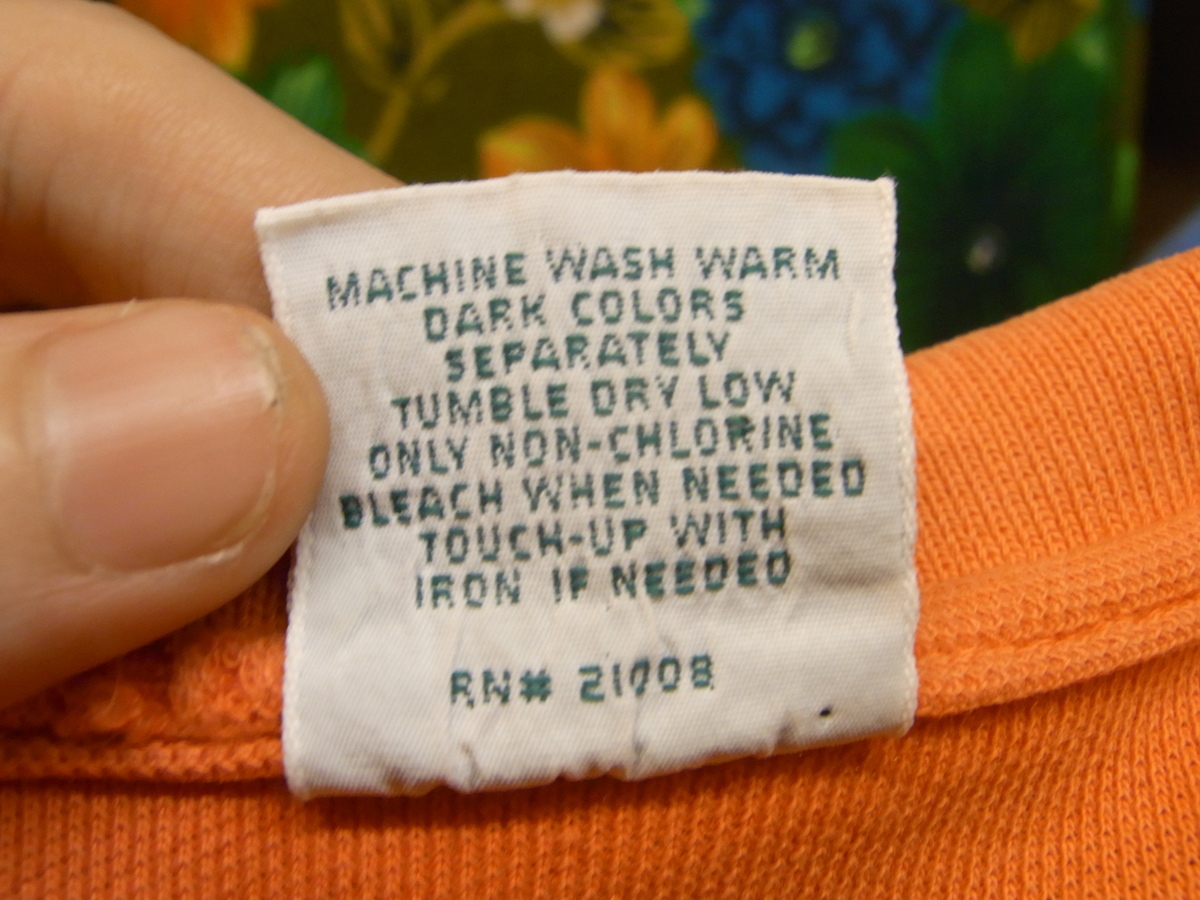 MACHINE WASH WARM
DARK COLORS
SEPARATELY
TUMBLE DRY LOW
ONLY NON-CHLORINE
BLEACH WHEN NEEDED
TOUCH-UP WITH
IRON IF NEEDED
RN# 21008